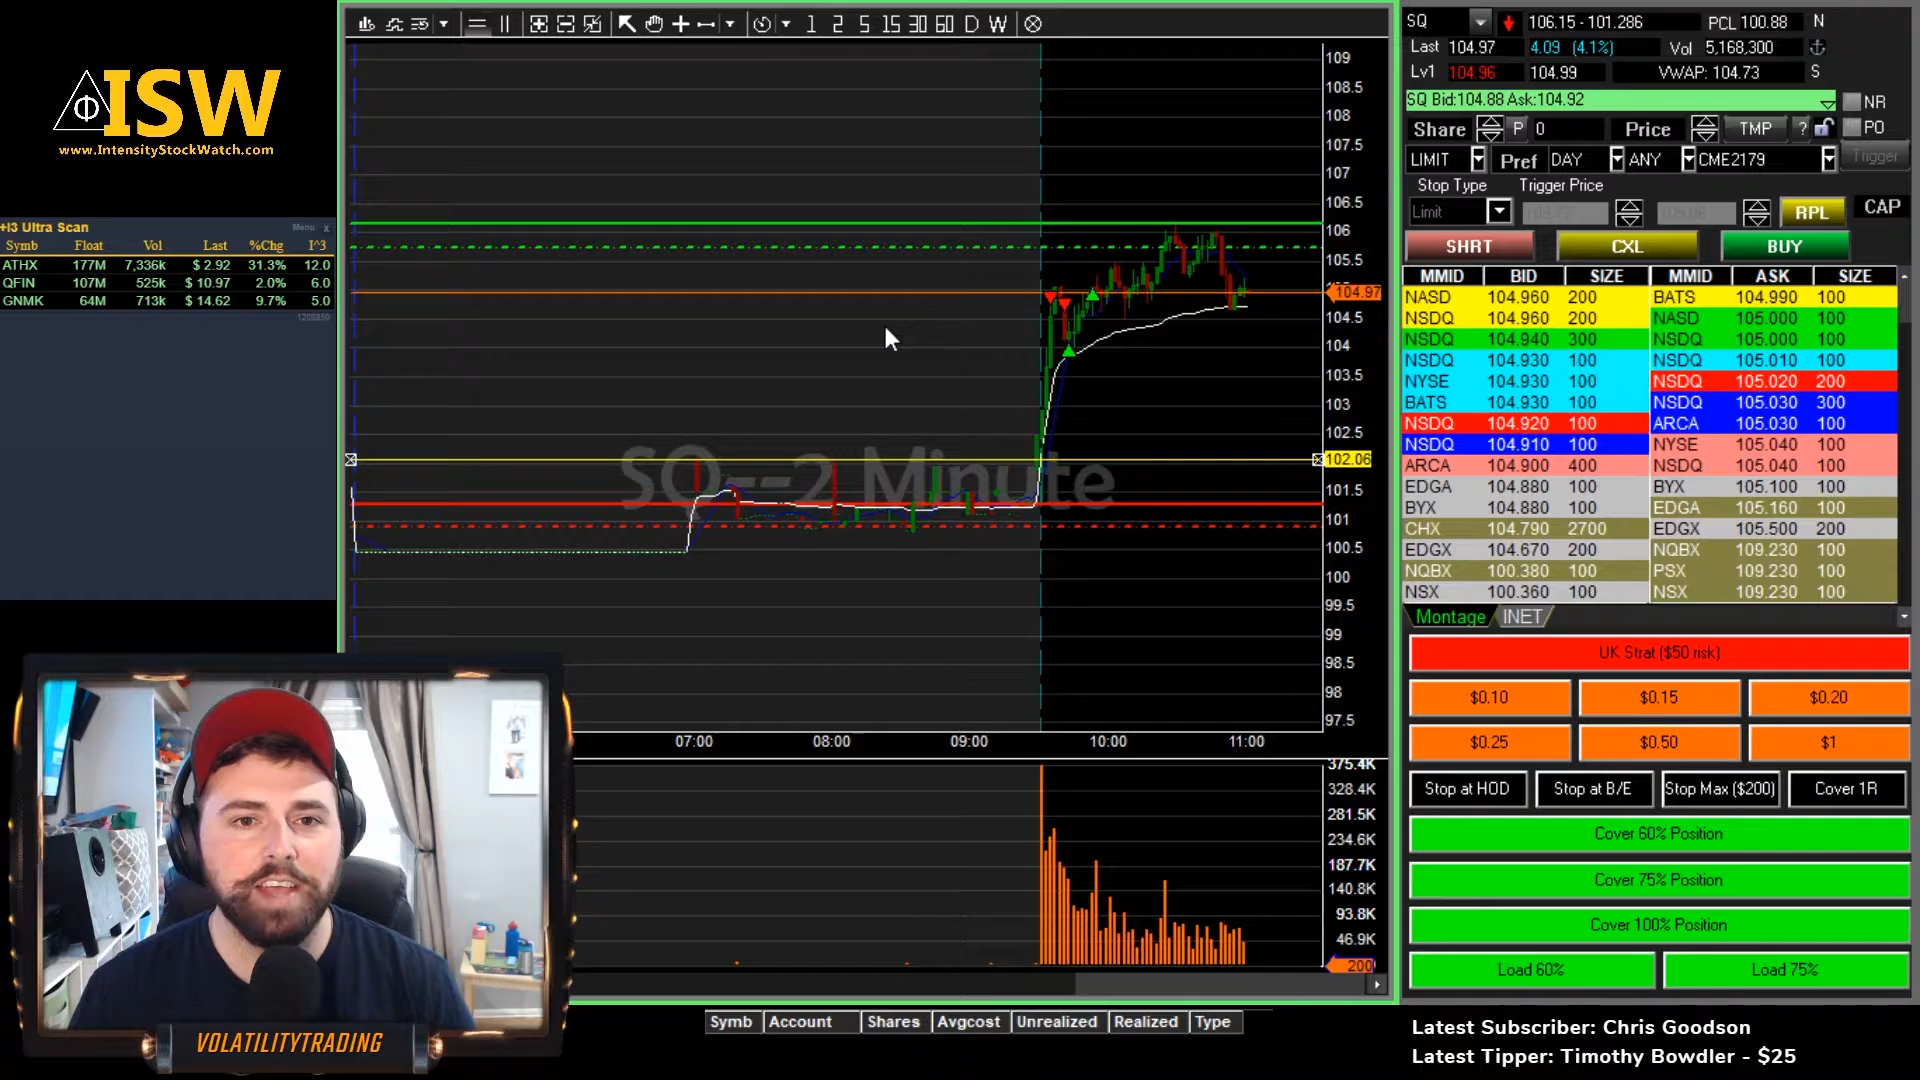 ISW
www.IntensityStockWatch.com
+I3 Ultra Scan Menu x
Symb Float Vol Last %Chg I^3
ATHX 177M 7,336k $ 2.92 31.3% 12.0
QFIN 107M 525k $ 10.97 2.0% 6.0
GNMK 64M 713k $ 14.62 9.7% 5.0
1 2 5 15 30 60 D W
SQ--2 Minute
109
108.5
108
107.5
107
106.5
106
105.5
104.97
104.5
104
103.5
103
102.5
102.06
101.5
101
100.5
100
99.5
99
98.5
98
97.5
07:00 08:00 09:00 10:00 11:00
375.4K
328.4K
281.5K
234.6K
187.7K
140.8K
93.8K
46.9K
200
SQ 106.15 - 101.286 PCL 100.88 N
Last 104.97 4.09 (4.1%) Vol 5,168,300
Lv1 104.96 104.99 VWAP: 104.73 S
SQ Bid:104.88 Ask:104.92 NR
Share P 0 Price TMP ? PO
LIMIT Pref DAY ANY CME2179 Trigger
Stop Type Trigger Price
Limit RPL CAP
SHRT CXL BUY
MMID BID SIZE MMID ASK SIZE
NASD 104.960 200 BATS 104.990 100
NSDQ 104.960 200 NASD 105.000 100
NSDQ 104.940 300 NSDQ 105.000 100
NSDQ 104.930 100 NSDQ 105.010 100
NYSE 104.930 100 NSDQ 105.020 200
BATS 104.930 100 NSDQ 105.030 300
NSDQ 104.920 100 ARCA 105.030 100
NSDQ 104.910 100 NYSE 105.040 100
ARCA 104.900 400 NSDQ 105.040 100
EDGA 104.880 100 BYX 105.100 100
BYX 104.880 100 EDGA 105.160 100
CHX 104.790 2700 EDGX 105.500 200
EDGX 104.670 200 NQBX 109.230 100
NQBX 100.380 100 PSX 109.230 100
NSX 100.360 100 NSX 109.230 100
Montage INET
UK Strat ($50 risk)
$0.10 $0.15 $0.20
$0.25 $0.50 $1
Stop at HOD Stop at B/E Stop Max ($200) Cover 1R
Cover 60% Position
Cover 75% Position
Cover 100% Position
Load 60% Load 75%
Symb Account Shares Avgcost Unrealized Realized Type
VOLATILITYTRADING
Latest Subscriber: Chris Goodson
Latest Tipper: Timothy Bowdler - $25